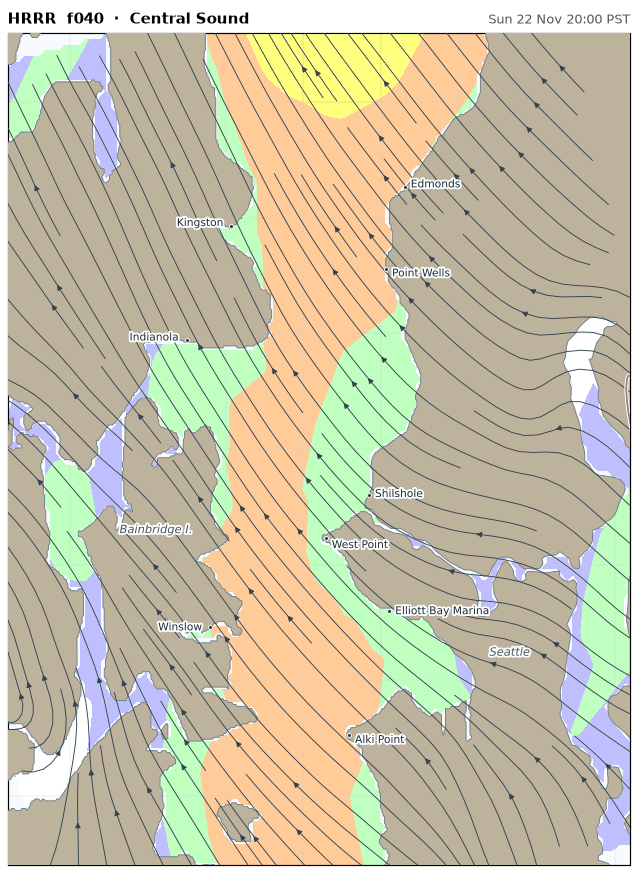 HRRR f040 · Central Sound
Sun 22 Nov 20:00 PST
Edmonds
Kingston
Point Wells
Indianola
Shilshole
Bainbridge I.
West Point
Elliott Bay Marina
Winslow
Seattle
Alki Point